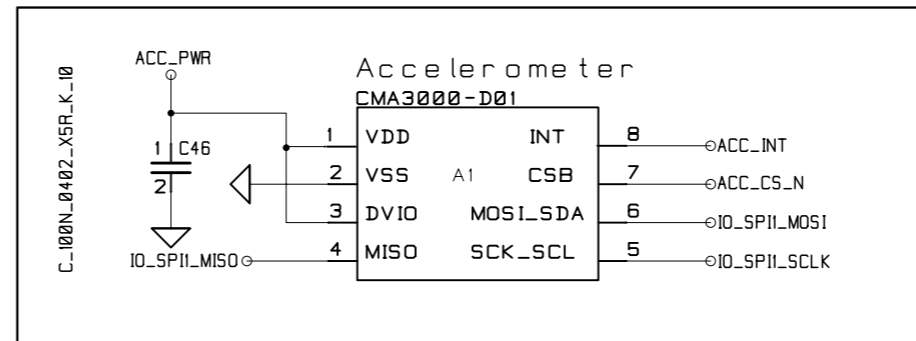 ACC_PWR
Accelerometer
CMA3000-D01
C_100N_0402_X5R_K_10
1 C46
2
1 VDD INT 8 ACC_INT
2 VSS A1 CSB 7 ACC_CS_N
3 DVIO MOSI_SDA 6 IO_SPI1_MOSI
IO_SPI1_MISO 4 MISO SCK_SCL 5 IO_SPI1_SCLK